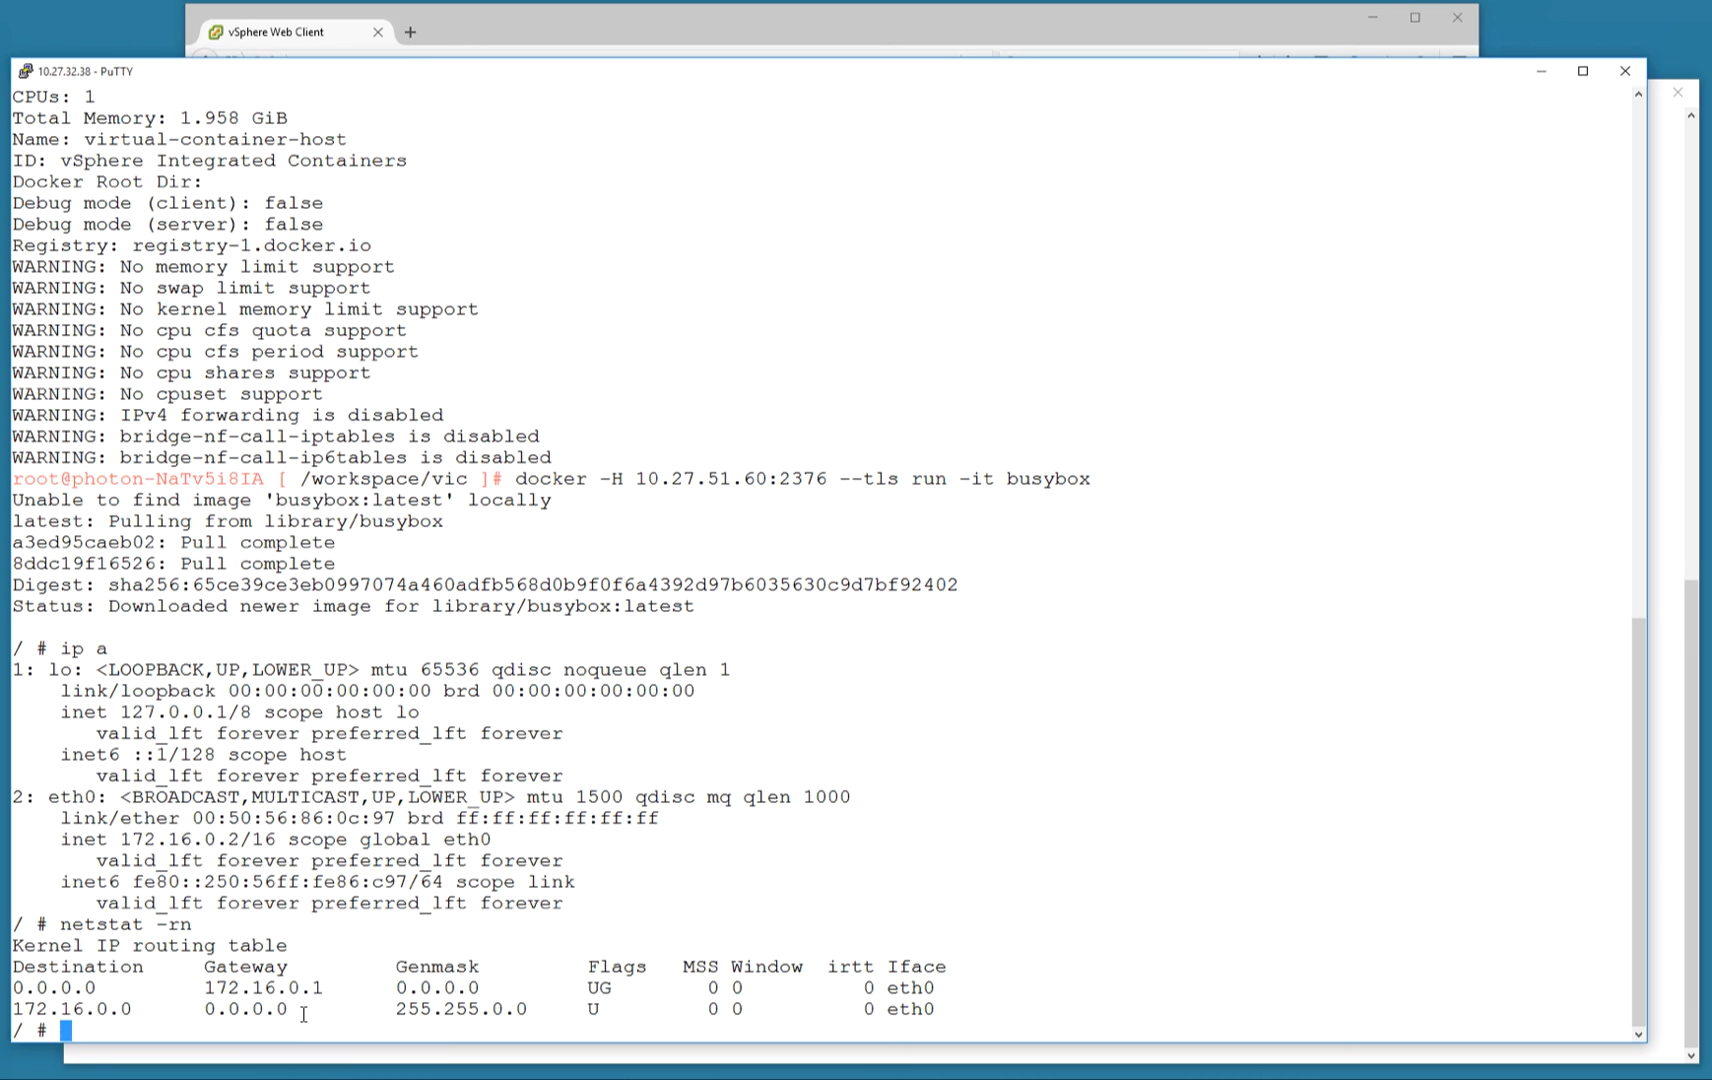 vSphere Web Client
10.27.32.38 - PuTTY
CPUs: 1
Total Memory: 1.958 GiB
Name: virtual-container-host
ID: vSphere Integrated Containers
Docker Root Dir:
Debug mode (client): false
Debug mode (server): false
Registry: registry-1.docker.io
WARNING: No memory limit support
WARNING: No swap limit support
WARNING: No kernel memory limit support
WARNING: No cpu cfs quota support
WARNING: No cpu cfs period support
WARNING: No cpu shares support
WARNING: No cpuset support
WARNING: IPv4 forwarding is disabled
WARNING: bridge-nf-call-iptables is disabled
WARNING: bridge-nf-call-ip6tables is disabled
root@photon-NaTv5i8IA [ /workspace/vic ]# docker -H 10.27.51.60:2376 --tls run -it busybox
Unable to find image 'busybox:latest' locally
latest: Pulling from library/busybox
a3ed95caeb02: Pull complete
8ddc19f16526: Pull complete
Digest: sha256:65ce39ce3eb0997074a460adfb568d0b9f0f6a4392d97b6035630c9d7bf92402
Status: Downloaded newer image for library/busybox:latest
/ # ip a
1: lo: <LOOPBACK,UP,LOWER_UP> mtu 65536 qdisc noqueue qlen 1
link/loopback 00:00:00:00:00:00 brd 00:00:00:00:00:00
inet 127.0.0.1/8 scope host lo
valid_lft forever preferred_lft forever
inet6 ::1/128 scope host
valid_lft forever preferred_lft forever
2: eth0: <BROADCAST,MULTICAST,UP,LOWER_UP> mtu 1500 qdisc mq qlen 1000
link/ether 00:50:56:86:0c:97 brd ff:ff:ff:ff:ff:ff
inet 172.16.0.2/16 scope global eth0
valid_lft forever preferred_lft forever
inet6 fe80::250:56ff:fe86:c97/64 scope link
valid_lft forever preferred_lft forever
/ # netstat -rn
Kernel IP routing table
Destination Gateway Genmask Flags MSS Window irtt Iface
0.0.0.0 172.16.0.1 0.0.0.0 UG 0 0 0 eth0
172.16.0.0 0.0.0.0 255.255.0.0 U 0 0 0 eth0
/ #